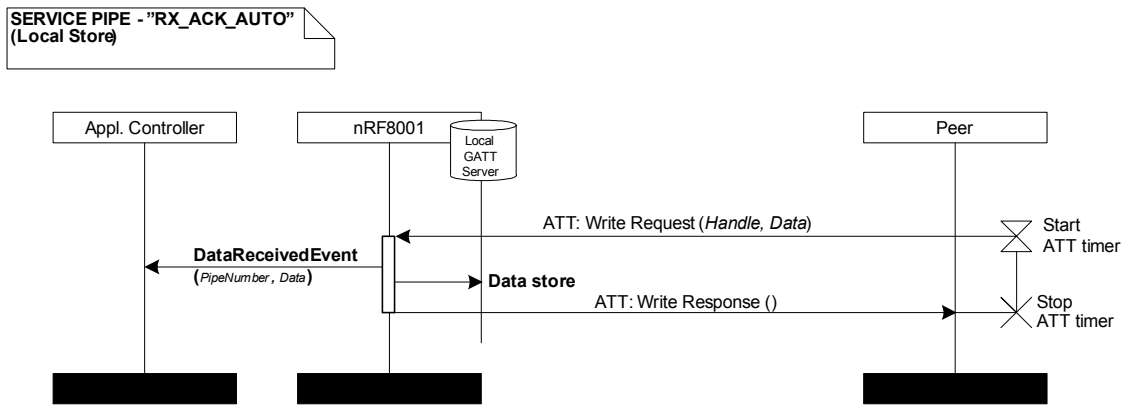 SERVICE PIPE - ”RX_ACK_AUTO”
(Local Store)
Appl. Controller
nRF8001
Local
GATT
Server
Peer
ATT: Write Request (Handle, Data)
Start
ATT timer
DataReceivedEvent
(PipeNumber, Data)
Data store
ATT: Write Response ()
Stop
ATT timer